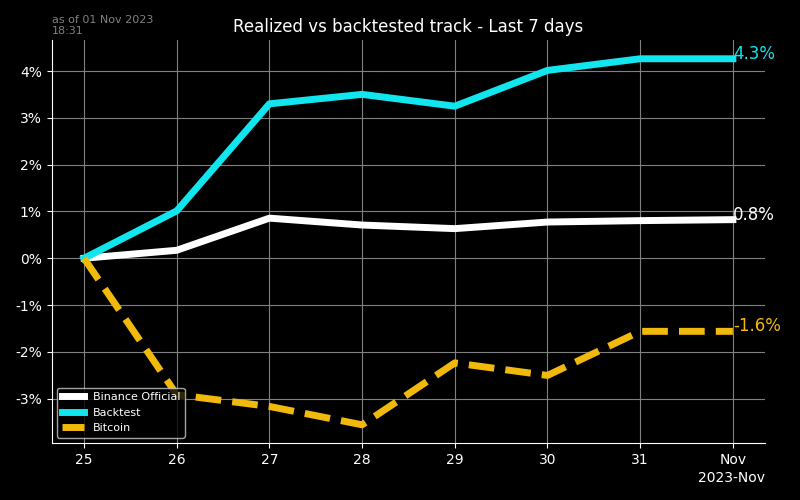 as of 01 Nov 2023
18:31
Realized vs backtested track - Last 7 days
4%
3%
2%
1%
0%
-1%
-2%
-3%
4.3%
0.8%
-1.6%
Binance Official
Backtest
Bitcoin
25 26 27 28 29 30 31 Nov
2023-Nov